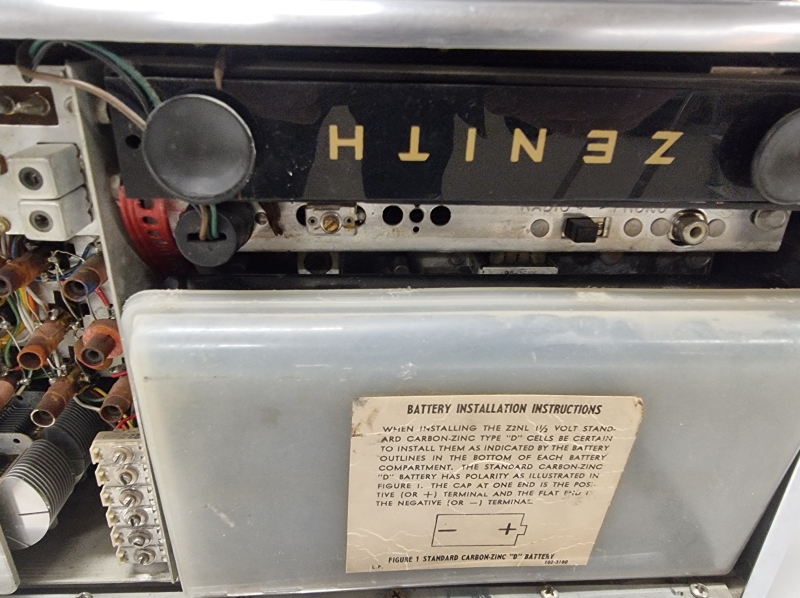 ZENITH
RADIO PHONO
BATTERY INSTALLATION INSTRUCTIONS
WHEN INSTALLING THE Z2NL 1½ VOLT STAND-
ARD CARBON-ZINC TYPE "D" CELLS BE CERTAIN
TO INSTALL THEM AS INDICATED BY THE BATTERY
OUTLINES IN THE BOTTOM OF EACH BATTERY
COMPARTMENT. THE STANDARD CARBON-ZINC
"D" BATTERY HAS POLARITY AS ILLUSTRATED IN
FIGURE 1. THE CAP AT ONE END IS THE POSI-
TIVE (OR +) TERMINAL AND THE FLAT END IS
THE NEGATIVE (OR —) TERMINAL.
— +
FIGURE 1 STANDARD CARBON-ZINC "D" BATTERY
L.P. 102-3180